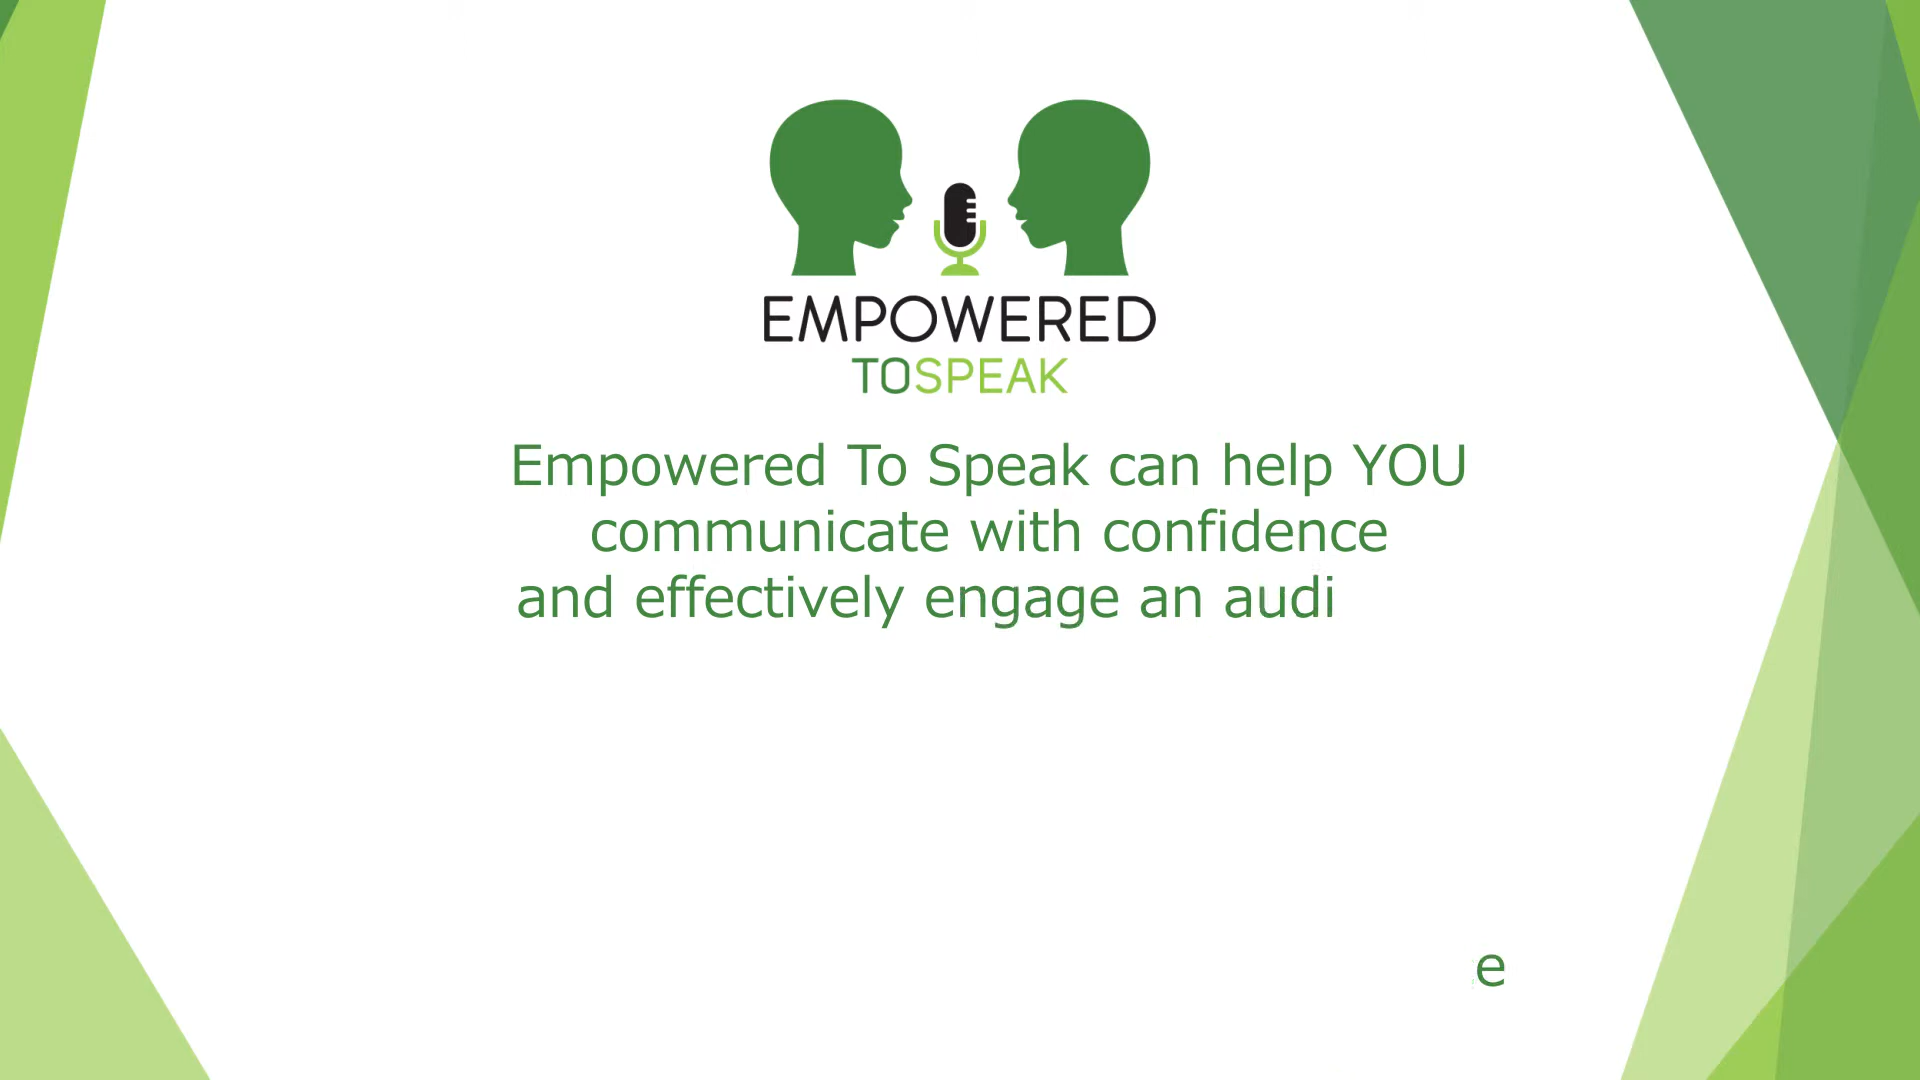 EMPOWERED
TOSPEAK
Empowered To Speak can help YOU
communicate with confidence
and effectively engage an audi
e